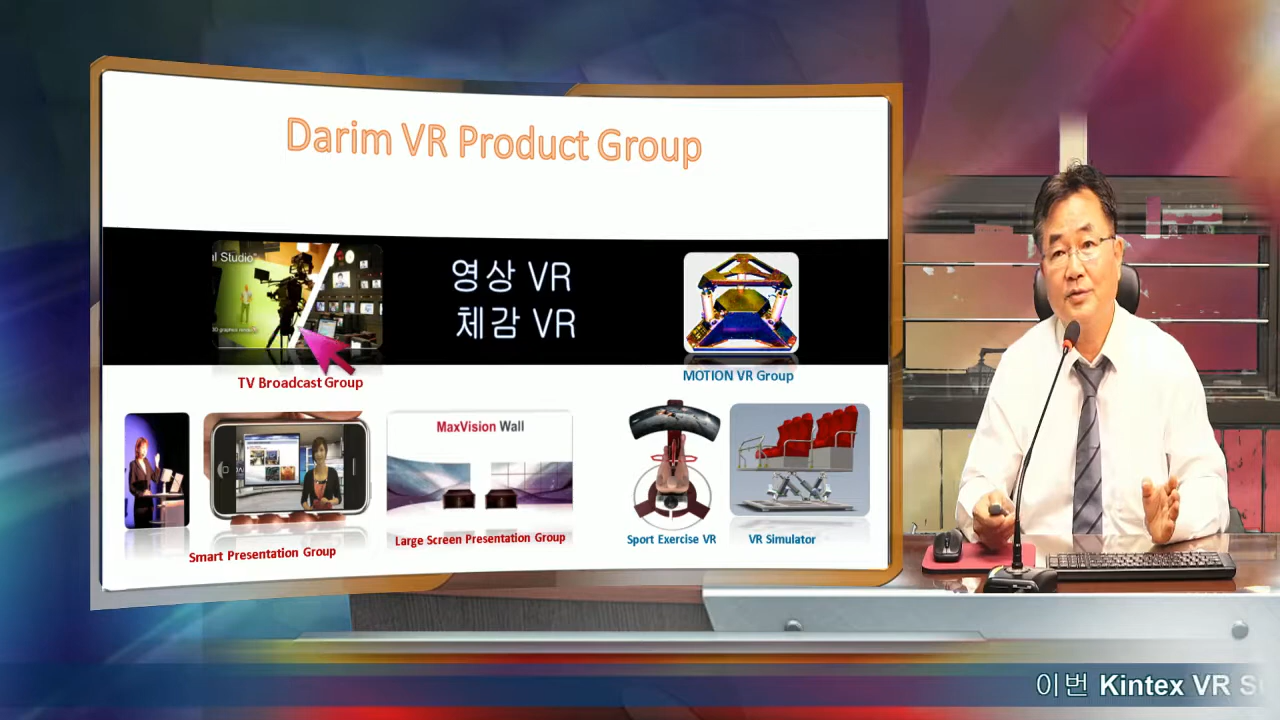 Darim VR Product Group
l Studio"
영상 VR
체감 VR
TV Broadcast Group
MOTION VR Group
MaxVision Wall
Smart Presentation Group
Large Screen Presentation Group
Sport Exercise VR
VR Simulator
이번 Kintex VR S